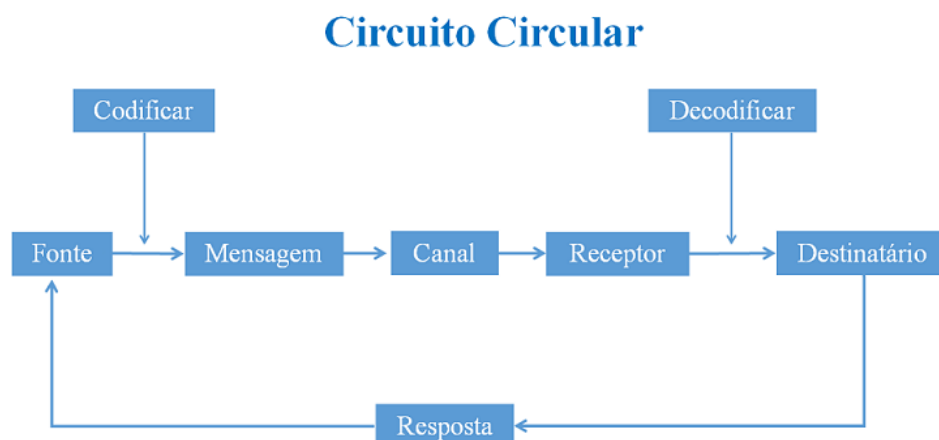 Circuito Circular
Codificar
Decodificar
Fonte
Mensagem
Canal
Receptor
Destinatário
Resposta